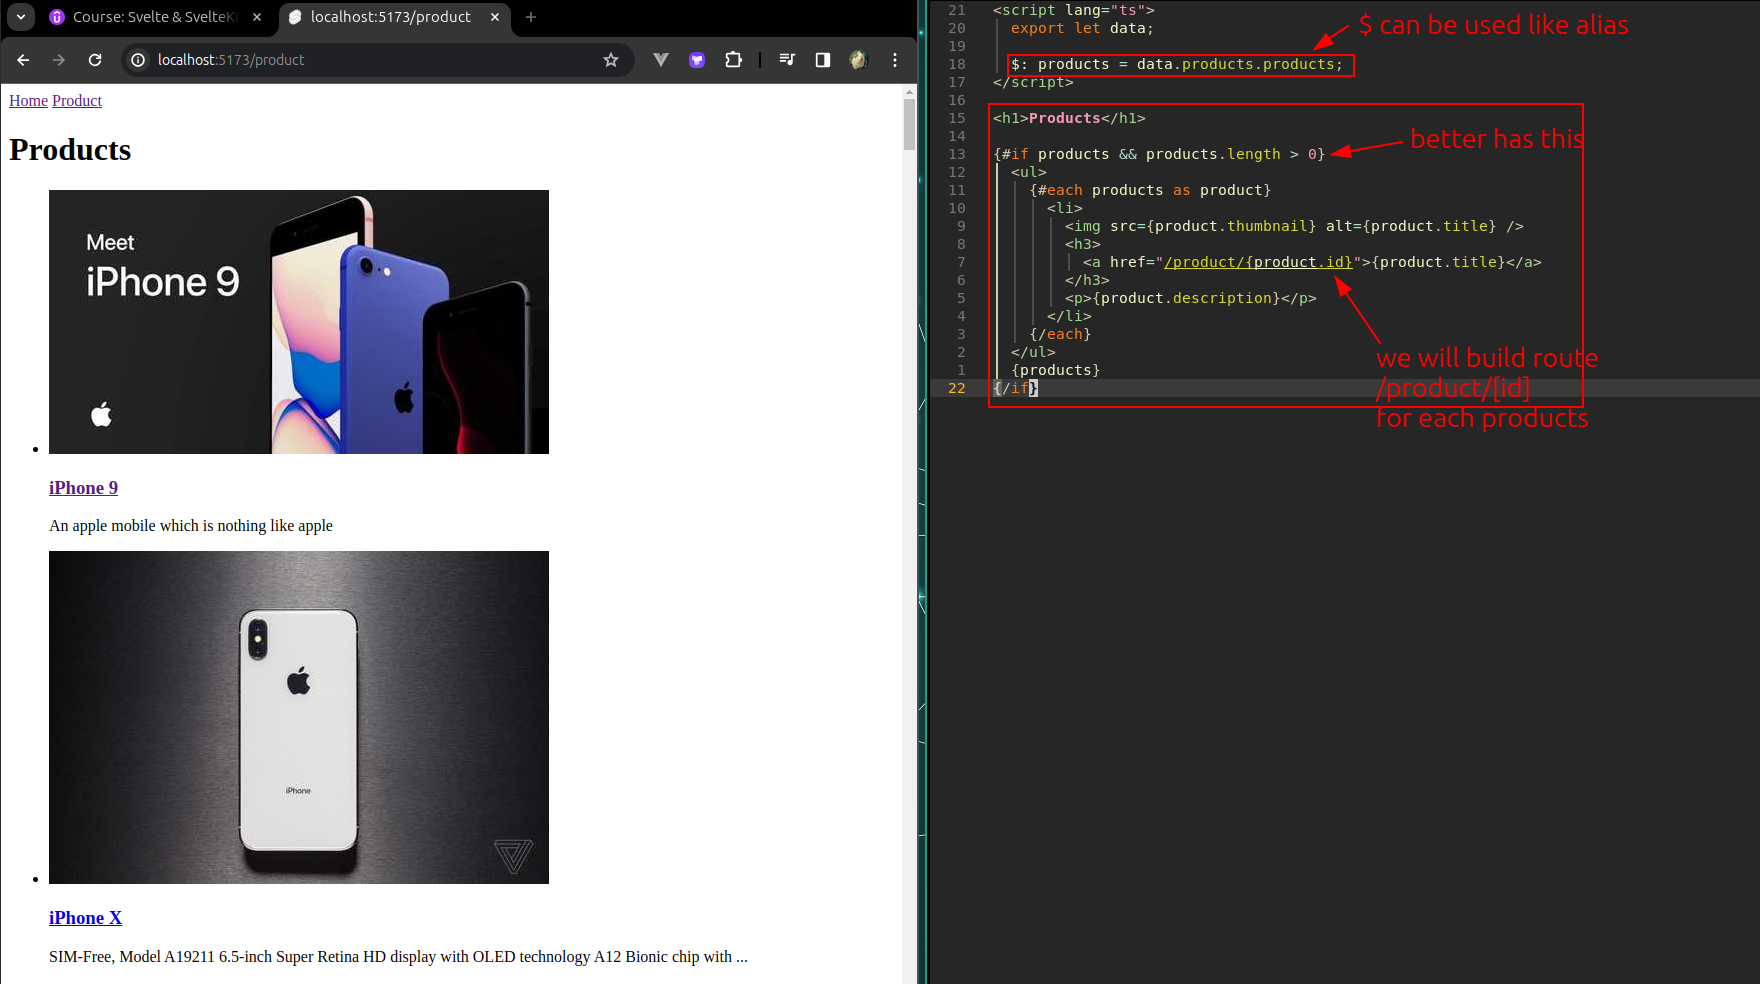 Course: Svelte & SvelteKi
localhost:5173/product
localhost:5173/product
Home Product
Products
Meet
iPhone 9
iPhone 9
An apple mobile which is nothing like apple
iPhone
iPhone X
SIM-Free, Model A19211 6.5-inch Super Retina HD display with OLED technology A12 Bionic chip with ...
21 <script lang="ts">
20 export let data;
19
18 $: products = data.products.products;
17 </script>
16
15 <h1>Products</h1>
14
13 {#if products && products.length > 0}
12 <ul>
11 {#each products as product}
10 <li>
9 <img src={product.thumbnail} alt={product.title} />
8 <h3>
7 <a href="/product/{product.id}">{product.title}</a>
6 </h3>
5 <p>{product.description}</p>
4 </li>
3 {/each}
2 </ul>
1 {products}
22 {/if}
$ can be used like alias
better has this
we will build route
/product/[id]
for each products